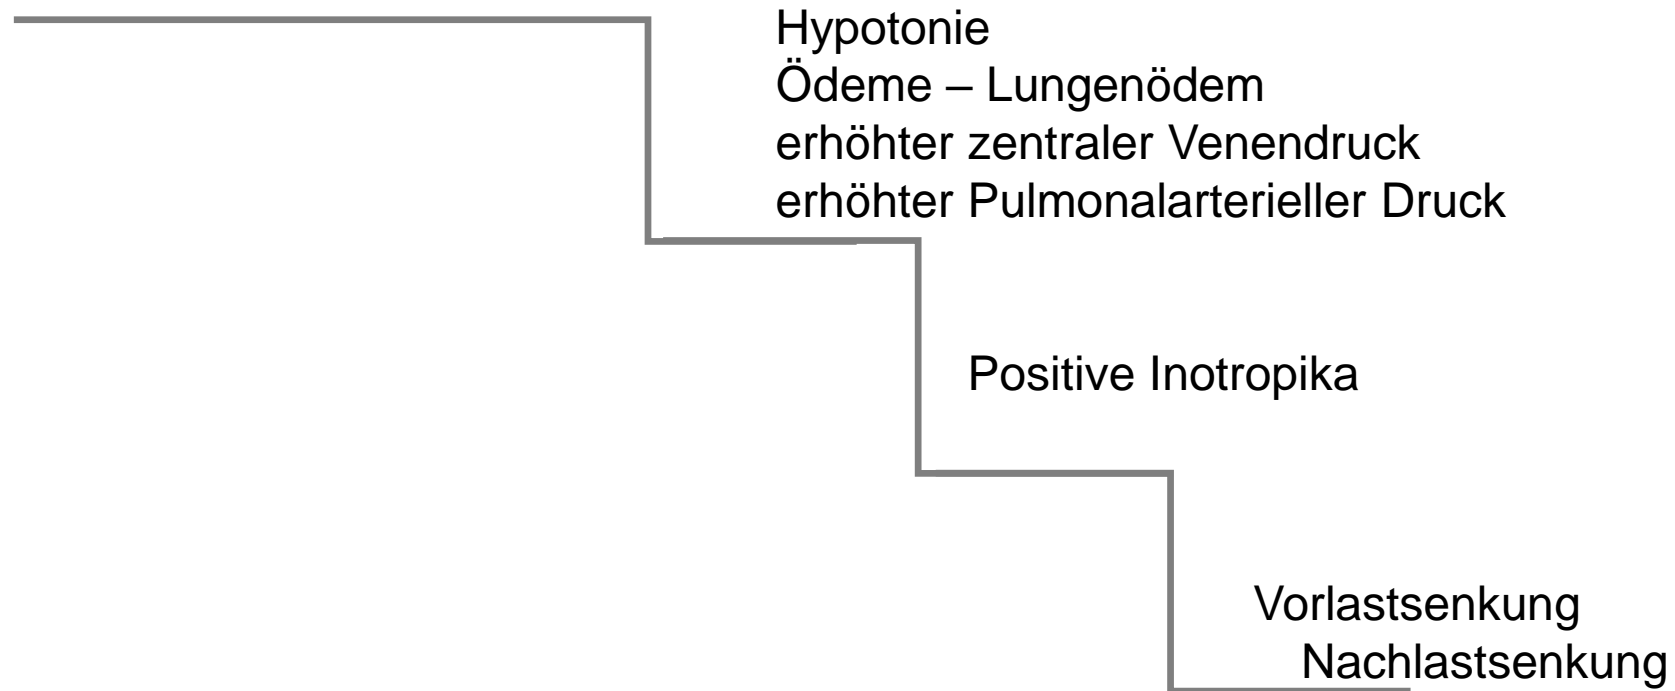 Hypotonie
Ödeme – Lungenödem
erhöhter zentraler Venendruck
erhöhter Pulmonalarterieller Druck
Positive Inotropika
Vorlastsenkung
Nachlastsenkung